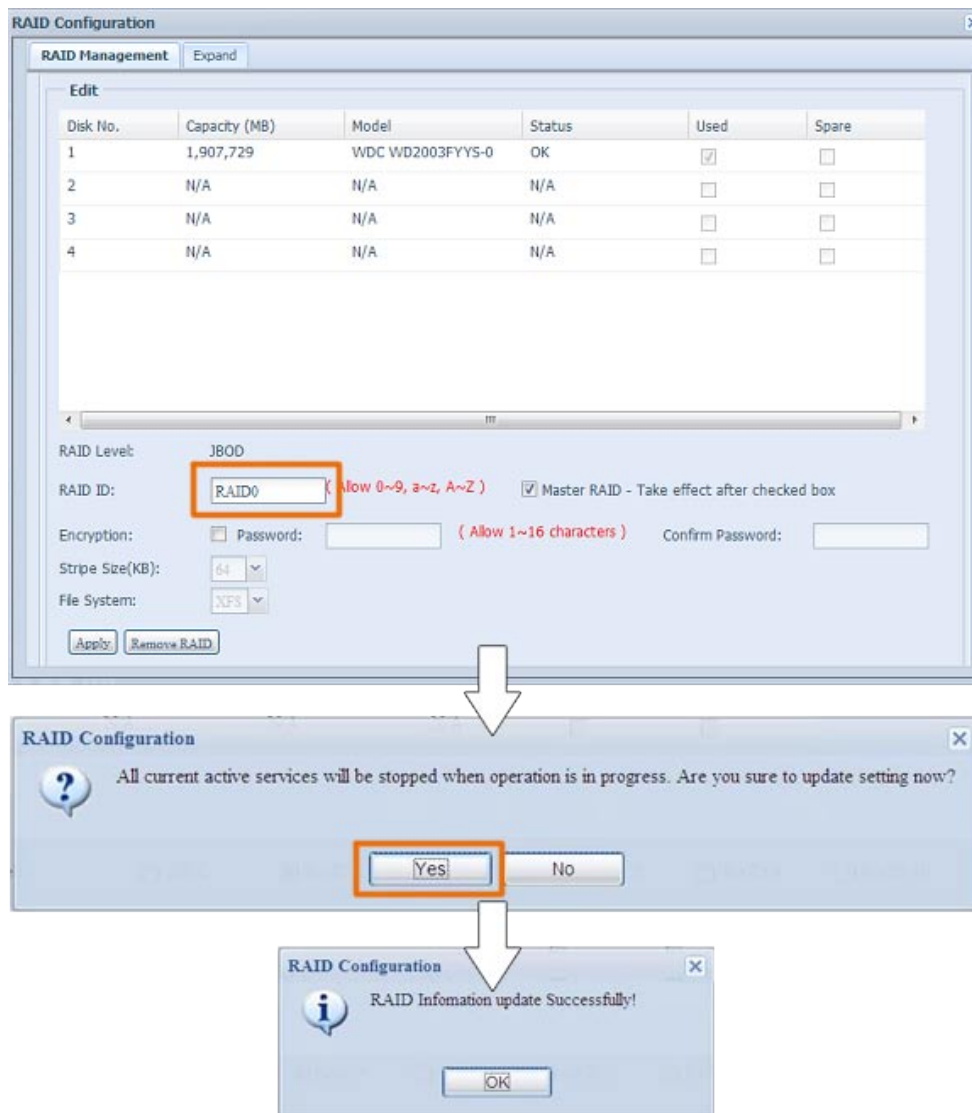 RAID Configuration
RAID Management Expand
Edit
Disk No. Capacity (MB) Model Status Used Spare
1 1,907,729 WDC WD2003FYYS-0 OK
2 N/A N/A N/A
3 N/A N/A N/A
4 N/A N/A N/A
RAID Level: JBOD
RAID ID: RAID0 ( Allow 0~9, a~z, A~Z ) Master RAID - Take effect after checked box
Encryption: Password: ( Allow 1~16 characters ) Confirm Password:
Stripe Size(KB): 64
File System: XFS
Apply Remove RAID
RAID Configuration
All current active services will be stopped when operation is in progress. Are you sure to update setting now?
Yes No
RAID Configuration
RAID Infomation update Successfully!
OK